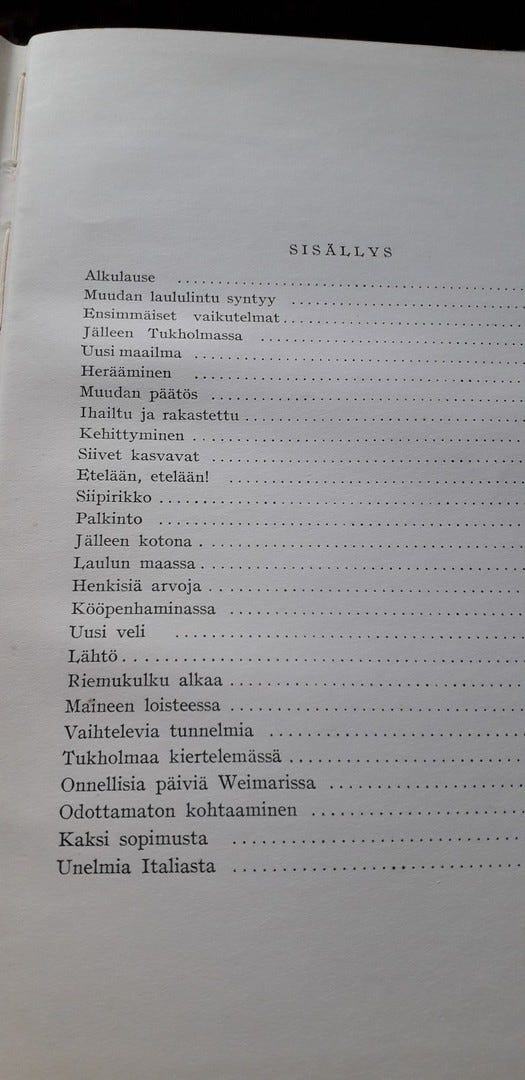 SISÄLLYS
Alkulause ............................
Muudan laululintu syntyy ............................
Ensimmäiset vaikutelmat ............................
Jälleen Tukholmassa ............................
Uusi maailma ............................
Herääminen ............................
Muudan päätös ............................
Ihailtu ja rakastettu ............................
Kehittyminen ............................
Siivet kasvavat ............................
Etelään, etelään! ............................
Siipirikko ............................
Palkinto ............................
Jälleen kotona ............................
Laulun maassa ............................
Henkisiä arvoja ............................
Kööpenhaminassa ............................
Uusi veli ............................
Lähtö ............................
Riemukulku alkaa ............................
Maineen loisteessa ............................
Vaihtelevia tunnelmia ............................
Tukholmaa kiertelemässä ............................
Onnellisia päiviä Weimarissa ............................
Odottamaton kohtaaminen ............................
Kaksi sopimusta ............................
Unelmia Italiasta ............................